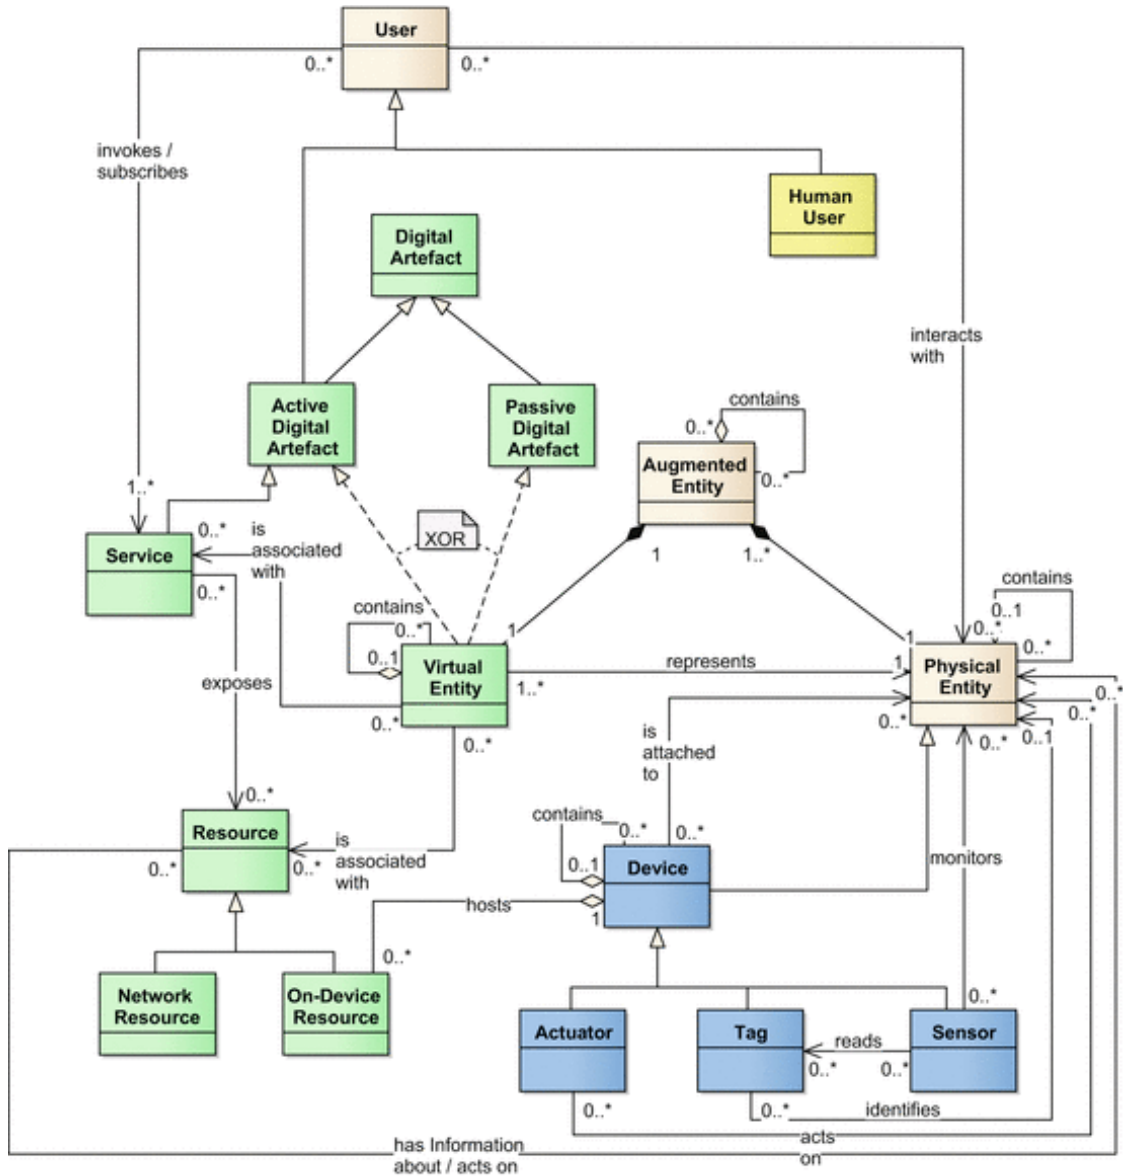 User
0..*
0..*
invokes /
subscribes
Human
User
Digital
Artefact
interacts
with
Active
Digital
Artefact
Passive
Digital
Artefact
contains
0..*
Augmented
Entity
0..*
1..*
0..*
is
associated
with
XOR
1
1..*
Service
0..*
contains
0..*
0..1
Virtual
Entity
1
1..*
0..*
0..*
represents
contains
0..1
0..*
0..*
1
1
Physical
Entity
0..*
0..*
0..*
0..1
0..*
exposes
is
attached
to
0..*
Resource
0..*
0..*
is
associated
with
contains
0..*
0..*
0..1
Device
1
monitors
hosts
0..*
Network
Resource
On-Device
Resource
0..*
Actuator
Tag
reads
Sensor
0..*
0..*
0..*
0..*
identifies
acts
on
has Information
about / acts on